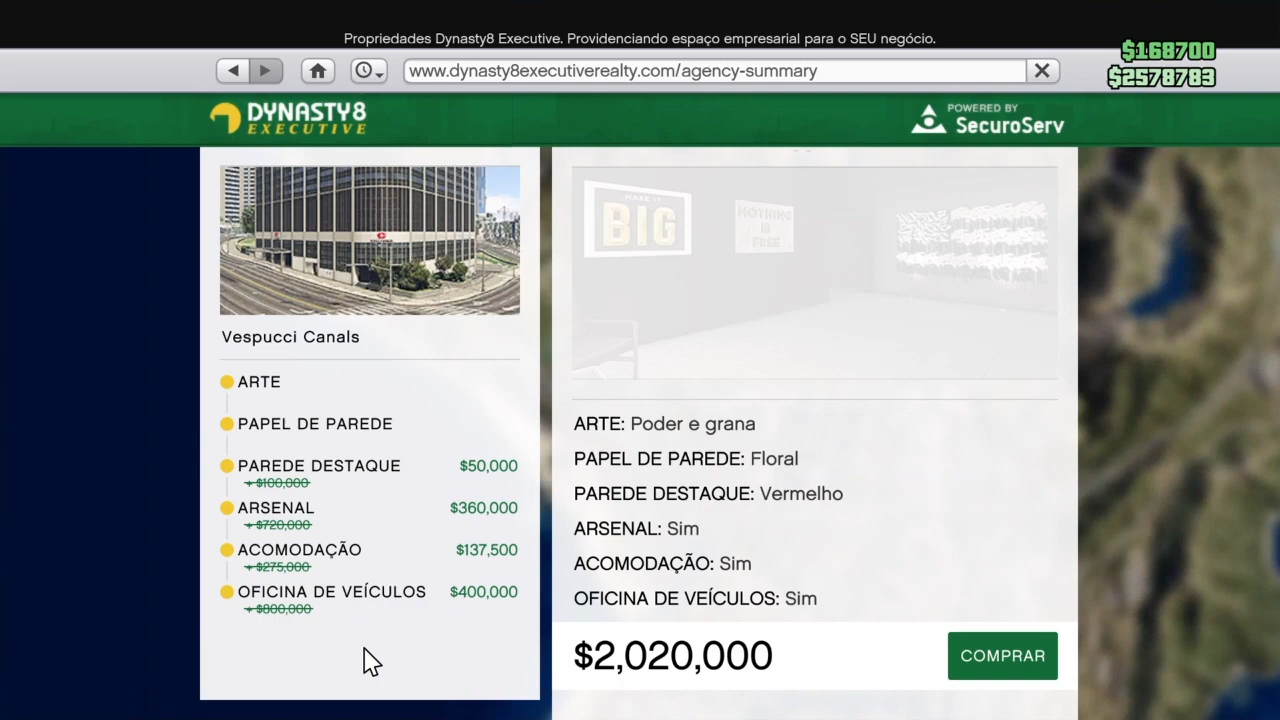 Propriedades Dynasty8 Executive. Providenciando espaço empresarial para o SEU negócio.
$168700
www.dynasty8executiverealty.com/agency-summary
$2578783
DYNASTY8
EXECUTIVE
POWERED BY
SecuroServ
Vespucci Canals
ARTE
PAPEL DE PAREDE
PAREDE DESTAQUE $50,000
+ $100,000
ARSENAL $360,000
+ $720,000
ACOMODAÇÃO $137,500
+ $275,000
OFICINA DE VEÍCULOS $400,000
+ $800,000
MAKE IT
BIG
NOTHING
IS
FREE
ARTE: Poder e grana
PAPEL DE PAREDE: Floral
PAREDE DESTAQUE: Vermelho
ARSENAL: Sim
ACOMODAÇÃO: Sim
OFICINA DE VEÍCULOS: Sim
$2,020,000
COMPRAR